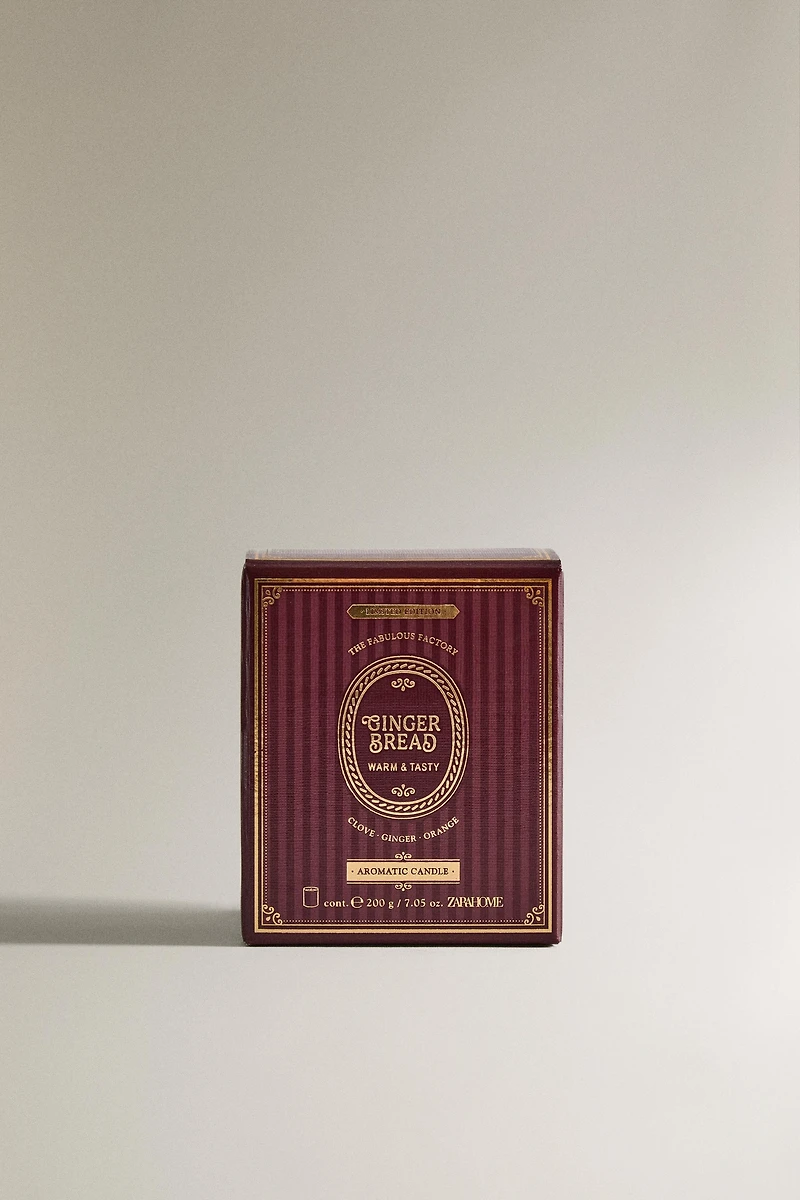 LIMITED EDITION
THE FABULOUS FACTORY
GINGER
BREAD
WARM & TASTY
CLOVE · GINGER · ORANGE
· AROMATIC CANDLE ·
cont. ℮ 200 g / 7.05 oz. ZARAHOME